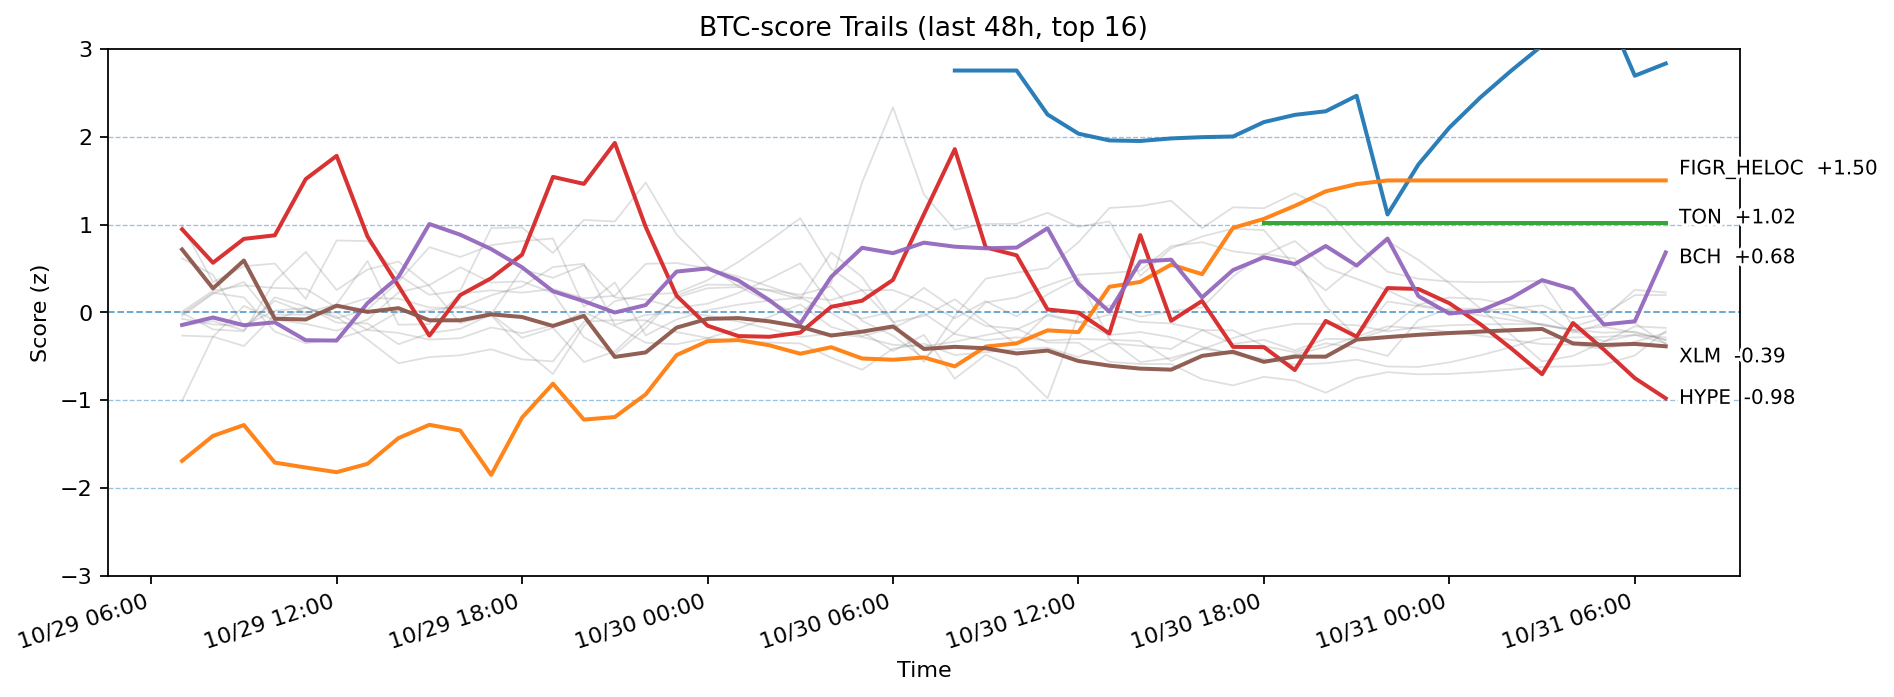 BTC-score Trails (last 48h, top 16)
3
2
1
0
−1
−2
−3
Score (z)
FIGR_HELOC +1.50
TON +1.02
BCH +0.68
XLM -0.39
HYPE -0.98
10/29 06:00
10/29 12:00
10/29 18:00
10/30 00:00
10/30 06:00
10/30 12:00
10/30 18:00
10/31 00:00
10/31 06:00
Time